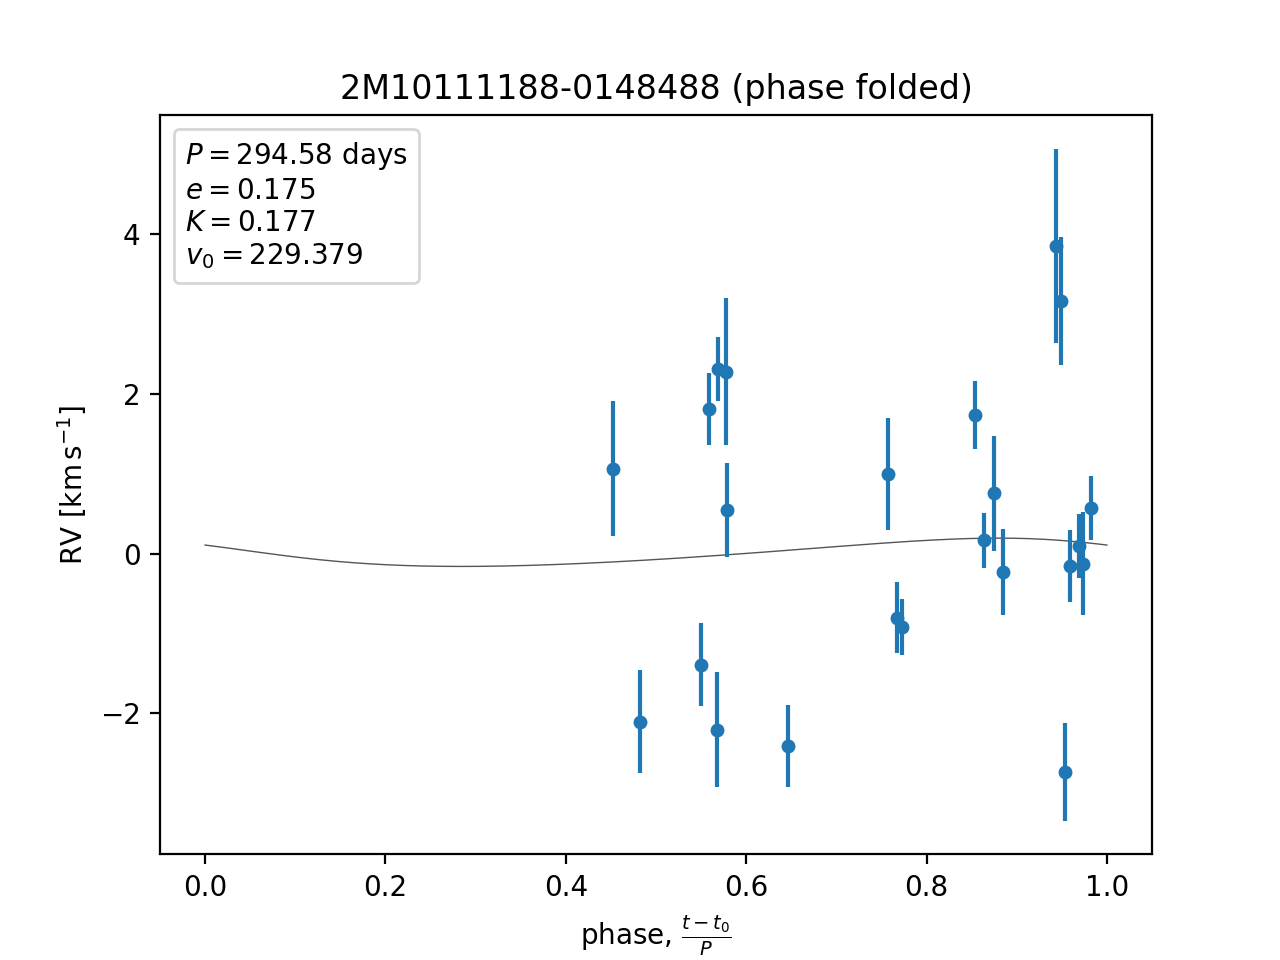 2M10111188-0148488 (phase folded)
P = 294.58 days
e = 0.175
K = 0.177
v₀ = 229.379
RV [km s⁻¹]
4
2
0
−2
0.0 0.2 0.4 0.6 0.8 1.0
phase, (t − t₀)/P